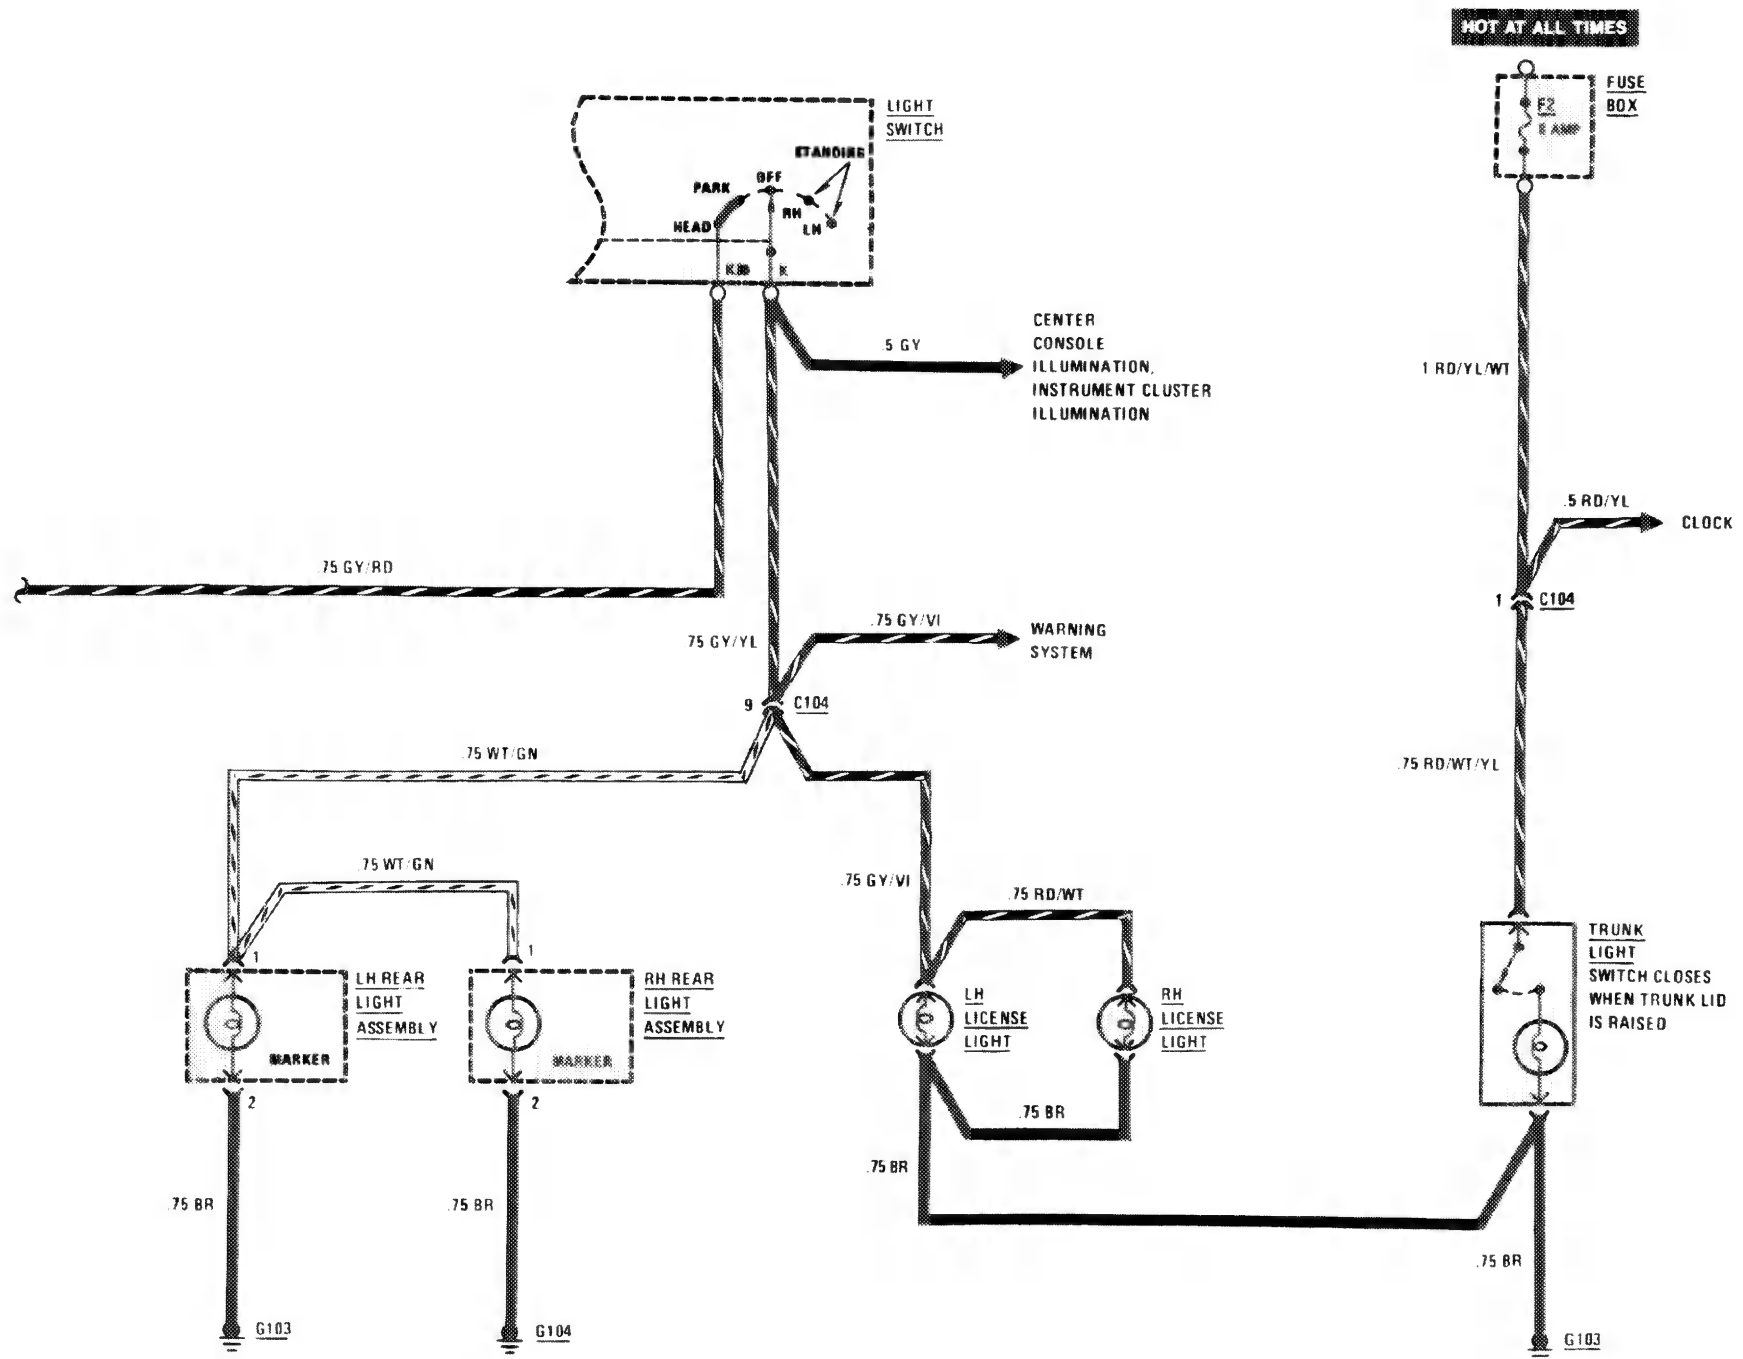 HOT AT ALL TIMES
FUSE
BOX
F2
AMP
LIGHT
SWITCH
STANDING
OFF
PARK
RH
LH
HEAD
K
.5 GY
CENTER
CONSOLE
ILLUMINATION,
INSTRUMENT CLUSTER
ILLUMINATION
1 RD/YL/WT
.5 RD/YL
CLOCK
1
C104
.75 GY/RD
75 GY/YL
.75 GY/VI
WARNING
SYSTEM
9
C104
.75 WT/GN
.75 RD/WT/YL
.75 WT/GN
.75 GY/VI
.75 RD/WT
TRUNK
LIGHT
SWITCH CLOSES
WHEN TRUNK LID
IS RAISED
1
LH REAR
LIGHT
ASSEMBLY
MARKER
2
1
RH REAR
LIGHT
ASSEMBLY
MARKER
2
LH
LICENSE
LIGHT
RH
LICENSE
LIGHT
.75 BR
.75 BR
.75 BR
.75 BR
.75 BR
G103
G104
G103